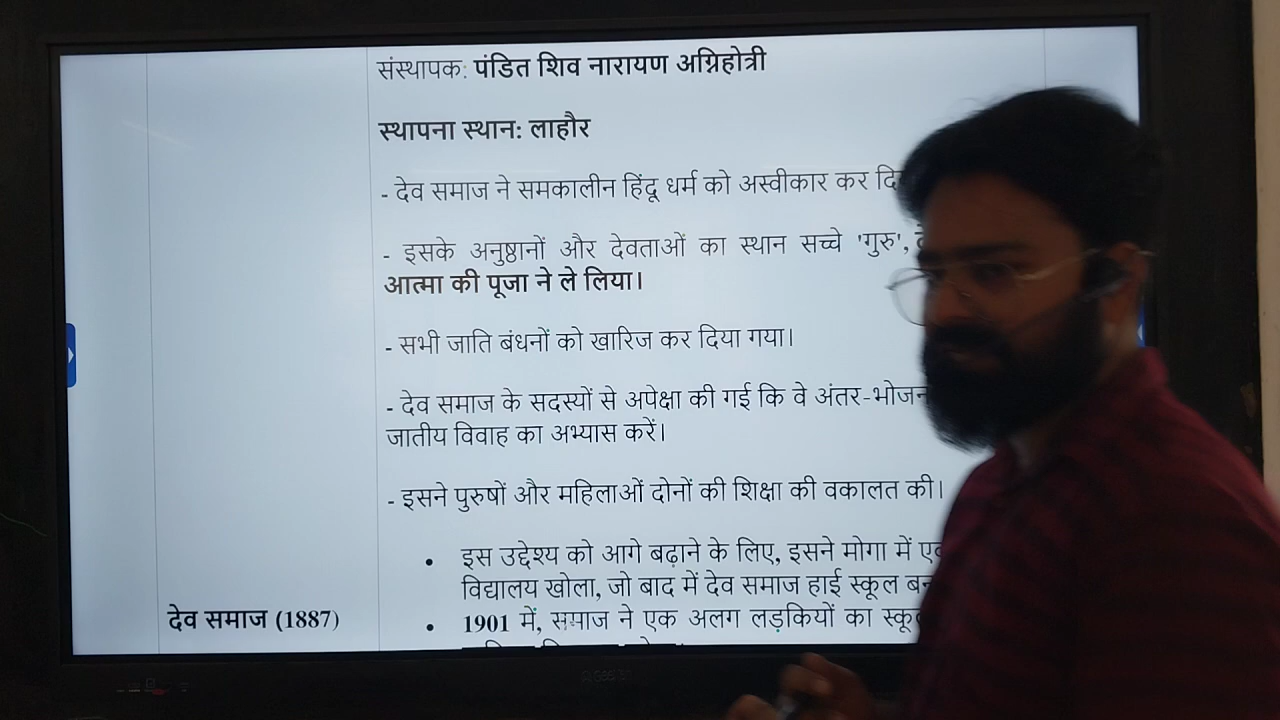 संस्थापक: पंडित शिव नारायण अग्निहोत्री
स्थापना स्थान: लाहौर
- देव समाज ने समकालीन हिंदू धर्म को अस्वीकार कर
- इसके अनुष्ठानों और देवताओं का स्थान सच्चे 'गुरु',
आत्मा की पूजा ने ले लिया।
- सभी जाति बंधनों को खारिज कर दिया गया।
- देव समाज के सदस्यों से अपेक्षा की गई कि वे अंतर-भोजन
जातीय विवाह का अभ्यास करें।
- इसने पुरुषों और महिलाओं दोनों की शिक्षा की वकालत की।
• इस उद्देश्य को आगे बढ़ाने के लिए, इसने मोगा में
विद्यालय खोला, जो बाद में देव समाज हाई स्कूल
देव समाज (1887)
• 1901 में, समाज ने एक अलग लड़कियों का स्कूल